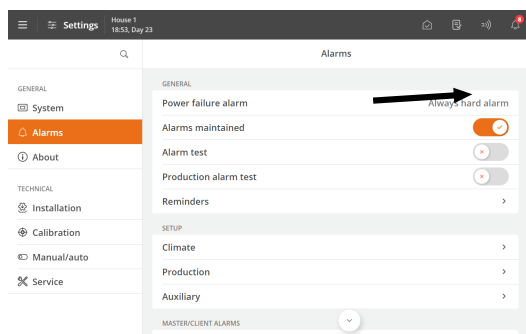 Settings
House 1
18:53, Day 23
8
Alarms
GENERAL
System
Alarms
About
TECHNICAL
Installation
Calibration
Manual/auto
Service
GENERAL
Power failure alarm
Always hard alarm
Alarms maintained
Alarm test
Production alarm test
Reminders
SETUP
Climate
Production
Auxiliary
MASTER/CLIENT ALARMS